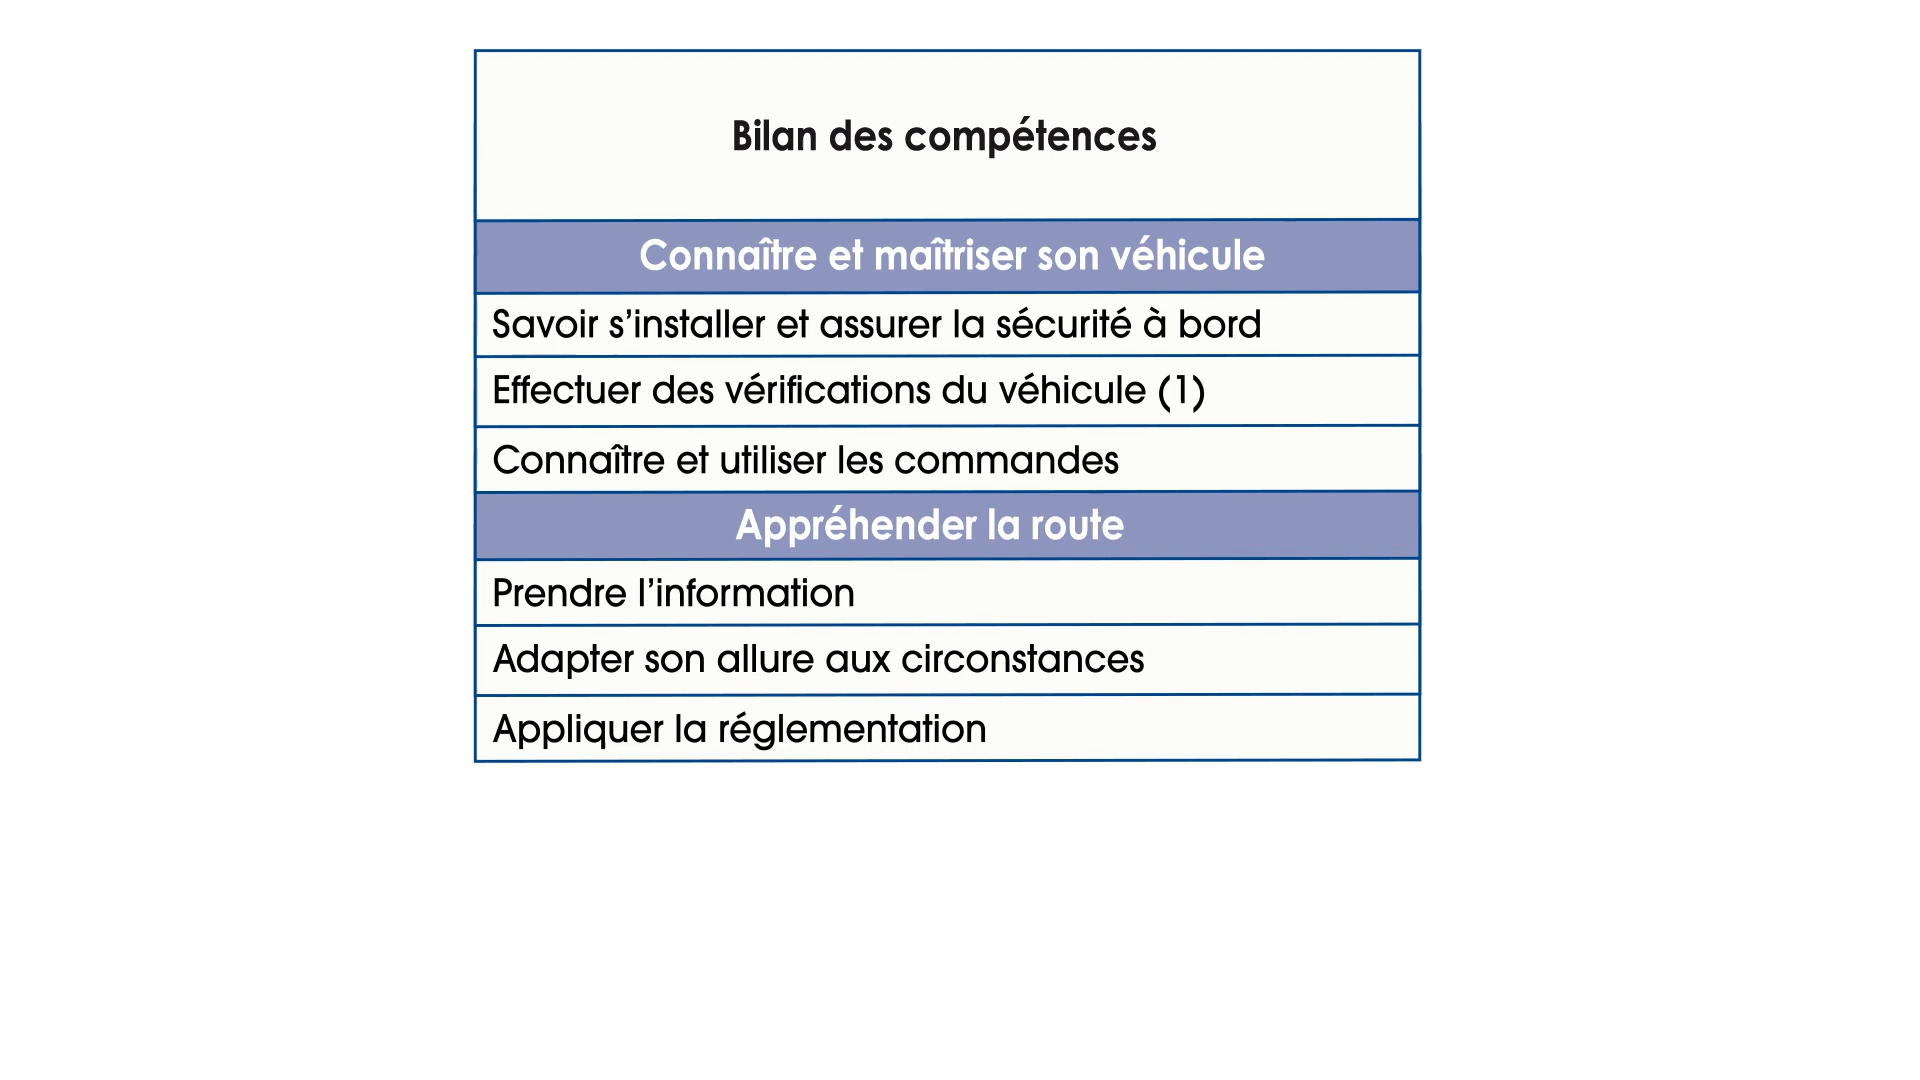 Bilan des compétences
Connaître et maîtriser son véhicule
Savoir s’installer et assurer la sécurité à bord
Effectuer des vérifications du véhicule (1)
Connaître et utiliser les commandes
Appréhender la route
Prendre l’information
Adapter son allure aux circonstances
Appliquer la réglementation